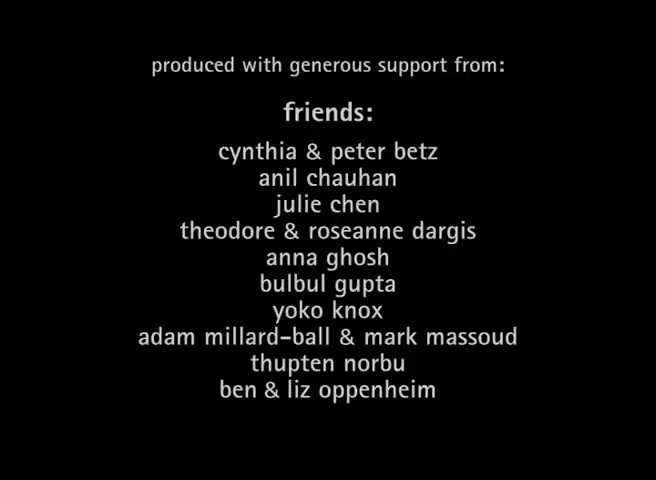 produced with generous support from:
friends:
cynthia & peter betz
anil chauhan
julie chen
theodore & roseanne dargis
anna ghosh
bulbul gupta
yoko knox
adam millard-ball & mark massoud
thupten norbu
ben & liz oppenheim